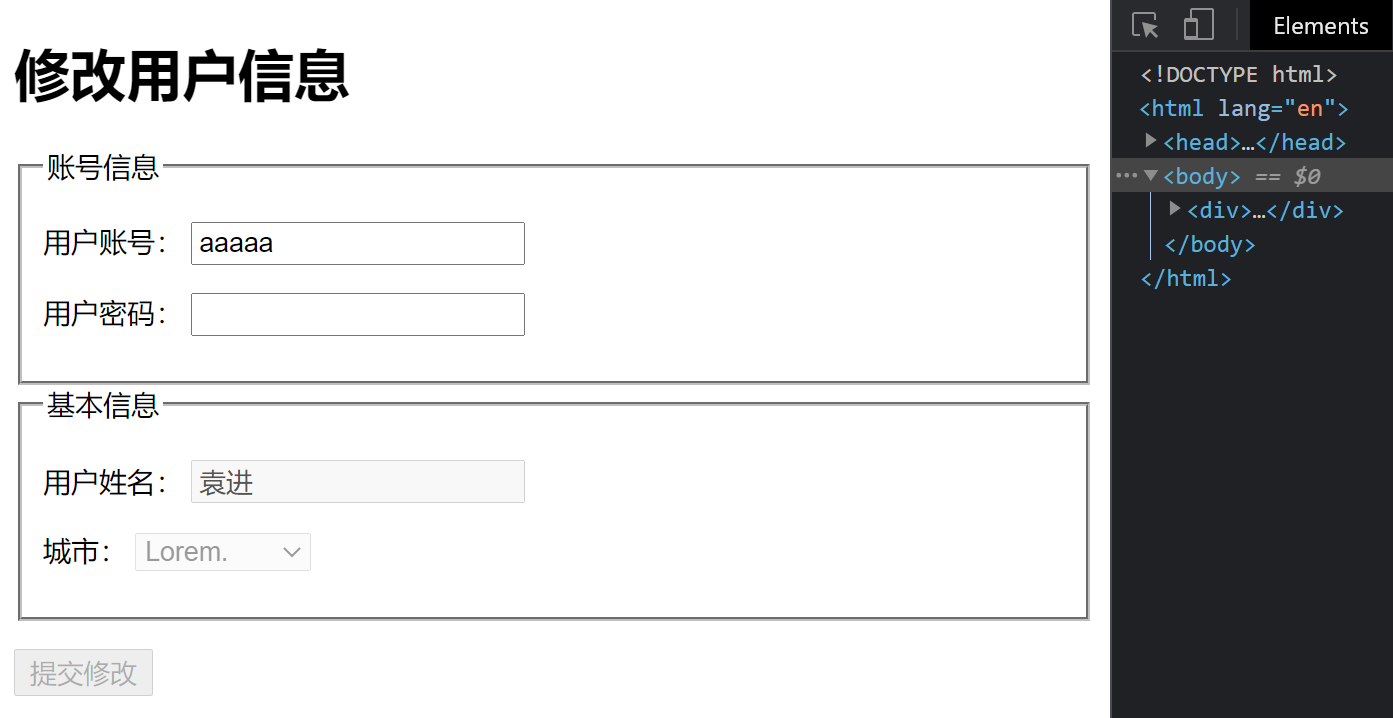 修改用户信息
账号信息
用户账号： aaaaa
用户密码：
基本信息
用户姓名： 袁进
城市： Lorem.
提交修改
Elements
<!DOCTYPE html>
<html lang="en">
<head>…</head>
<body> == $0
<div>…</div>
</body>
</html>